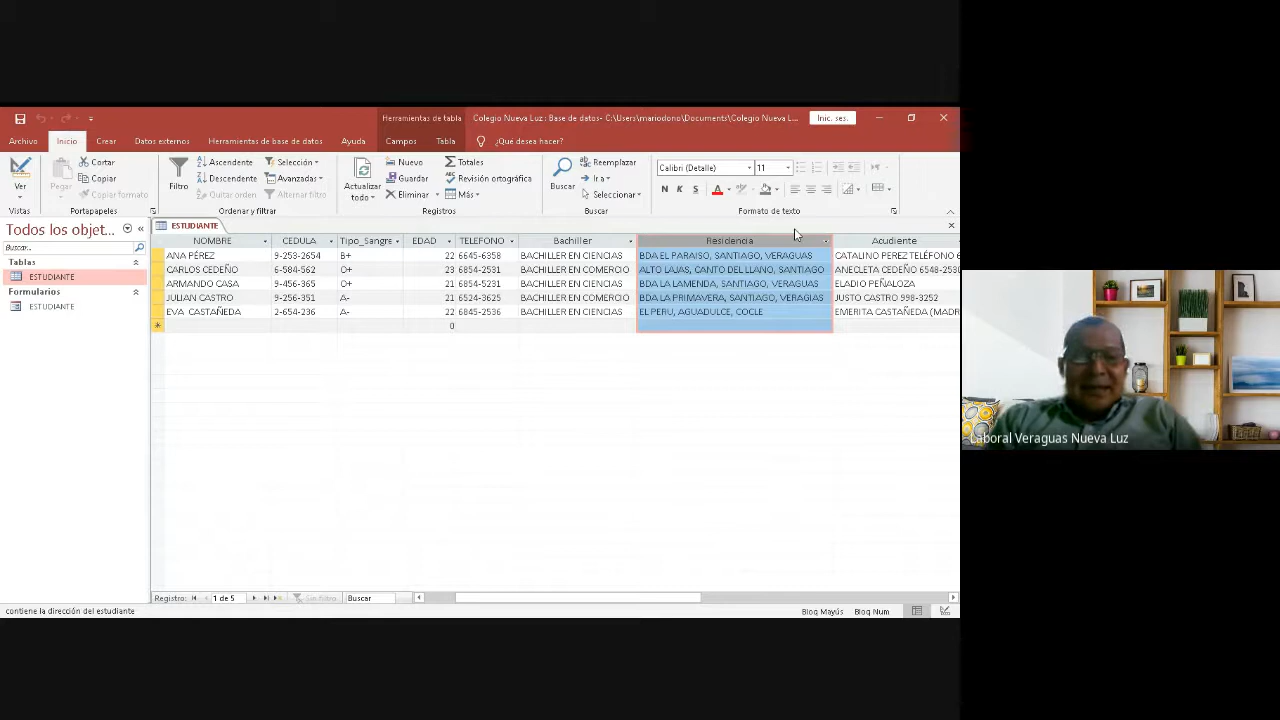 Herramientas de tabla
Colegio Nueva Luz : Base de datos- C:\Users\mariodono\Documents\Colegio Nueva L...
Inic. ses.
Archivo Inicio Crear Datos externos Herramientas de base de datos Ayuda Campos Tabla ¿Qué desea hacer?
Ver
Vistas
Pegar
Cortar
Copiar
Copiar formato
Portapapeles
Filtro
Ascendente
Descendente
Quitar orden
Selección
Avanzadas
Alternar filtro
Ordenar y filtrar
Actualizar
todo
Nuevo
Guardar
Eliminar
Totales
Revisión ortográfica
Más
Registros
Buscar
Reemplazar
Ir a
Seleccionar
Buscar
Calibri (Detalle) 11
N K S
Formato de texto
Todos los objet...
Buscar...
Tablas
ESTUDIANTE
Formularios
ESTUDIANTE
ESTUDIANTE
NOMBRE CEDULA Tipo_Sangre EDAD TELEFONO Bachiller Residencia Acudiente
ANA PÉREZ 9-253-2654 B+ 22 6645-6358 BACHILLER EN CIENCIAS BDA EL PARAISO, SANTIAGO, VERAGUAS CATALINO PEREZ TELÉFONO 6
CARLOS CEDEÑO 6-584-562 O+ 20 6854-2531 BACHILLER EN COMERCIO ALTO LAJAS, CANTO DEL LLANO, SANTIAGO ANECLETA CEDEÑO 6548-2530
ARMANDO CASA 9-456-365 O+ 21 6854-5231 BACHILLER EN CIENCIAS BDA LA LAMENDA, SANTIAGO, VERAGUAS ELADIO PEÑALOZA
JULIAN CASTRO 9-256-351 A- 21 6524-3625 BACHILLER EN COMERCIO BDA LA PRIMAVERA, SANTIAGO, VERAGIAS JUSTO CASTRO 998-3252
EVA CASTAÑEDA 2-654-236 A- 22 6845-2536 BACHILLER EN CIENCIAS EL PERU, AGUADULCE, COCLE EMERITA CASTAÑEDA (MADR
0
Laboral Veraguas Nueva Luz
Registro: 1 de 5 Sin filtro Buscar
contiene la dirección del estudiante
Bloq Mayús Bloq Num